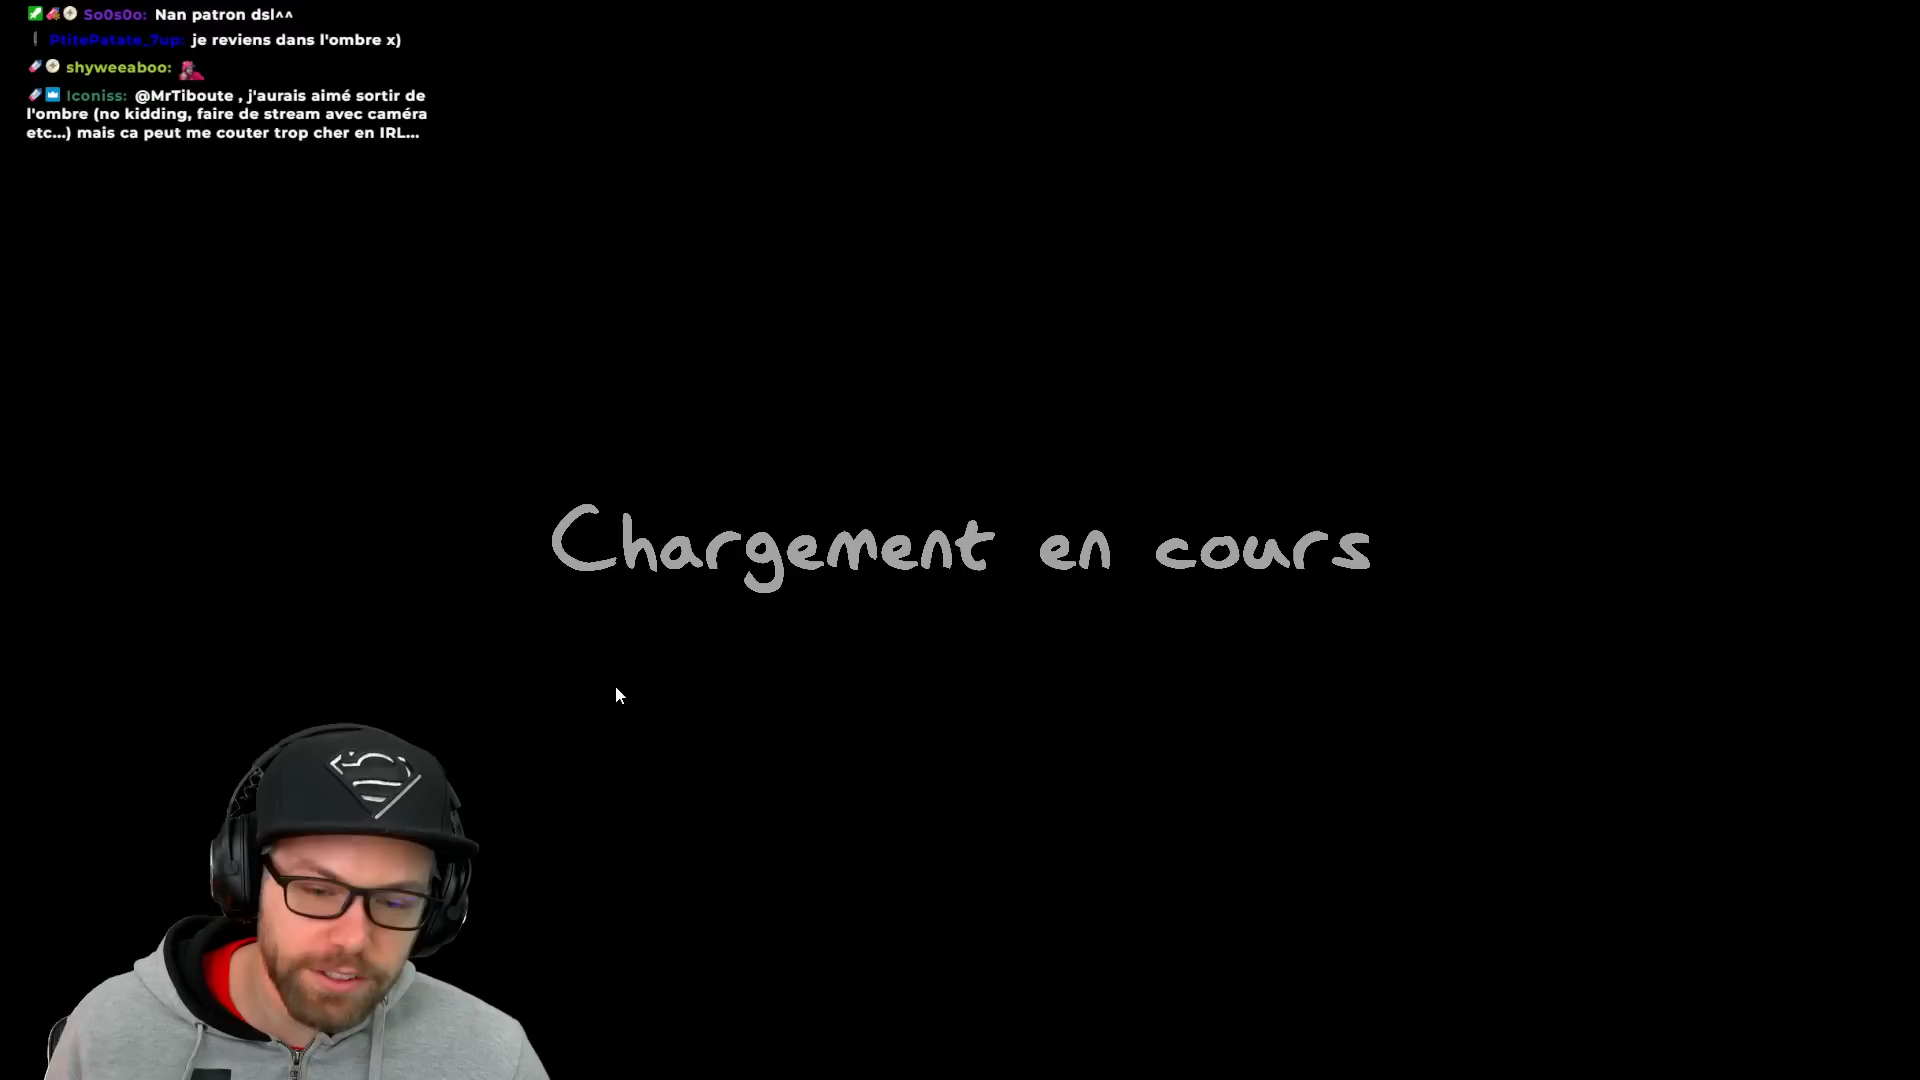 So0s0o: Nan patron dsl^^
PtitePatate_7up: je reviens dans l'ombre x)
shyweeaboo:
Iconiss: @MrTiboute , j'aurais aimé sortir de
l'ombre (no kidding, faire de stream avec caméra
etc...) mais ca peut me couter trop cher en IRL...
Chargement en cours